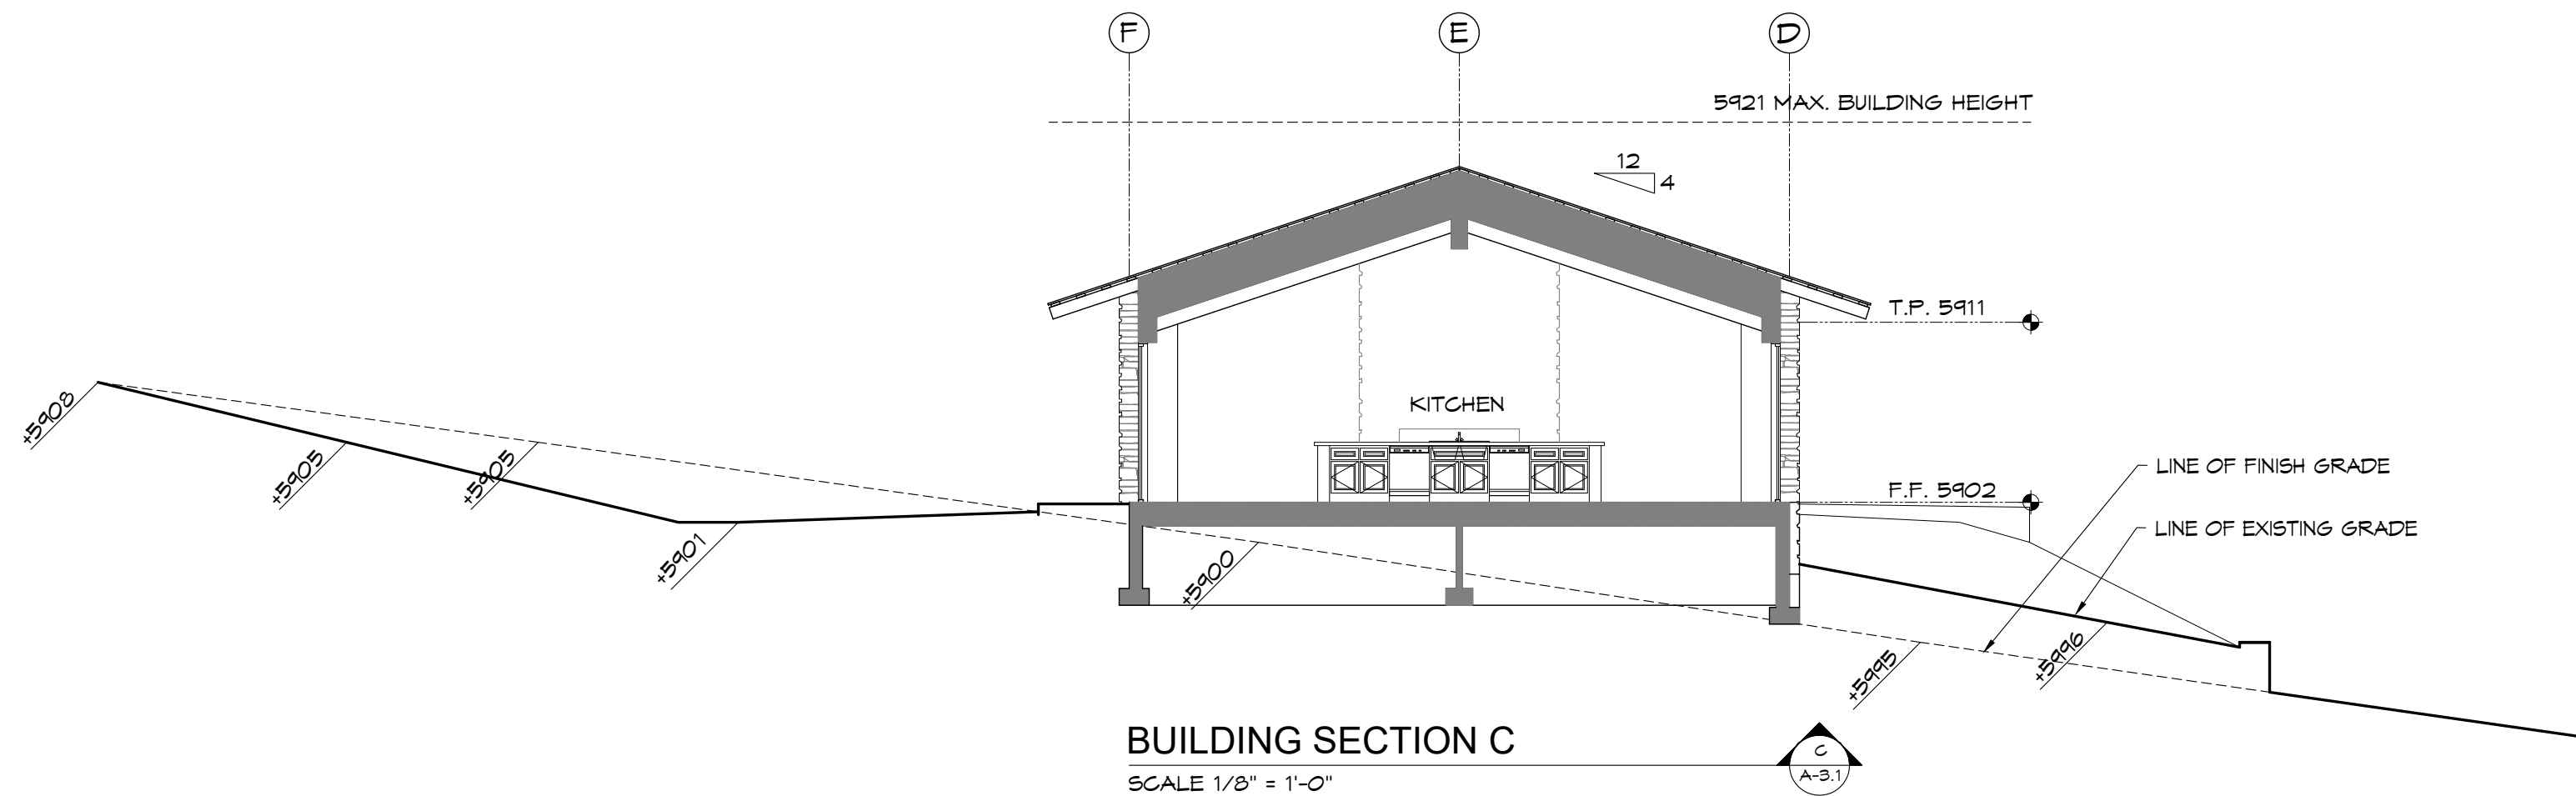 F
E
D
5921 MAX. BUILDING HEIGHT
12
4
T.P. 5911
KITCHEN
F.F. 5902
LINE OF FINISH GRADE
LINE OF EXISTING GRADE
+5908
+5905
+5905
+5901
+5900
+5995
+5996
BUILDING SECTION C
SCALE 1/8" = 1'-0"
C
A-3.1